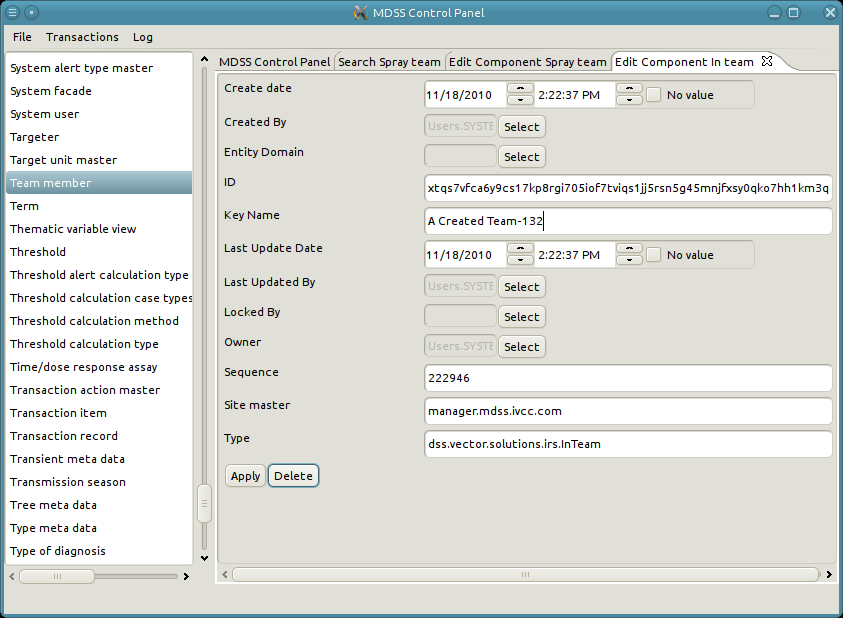 MDSS Control Panel
File Transactions Log
System alert type master
System facade
System user
Targeter
Target unit master
Team member
Term
Thematic variable view
Threshold
Threshold alert calculation type
Threshold calculation case types
Threshold calculation method
Threshold calculation type
Time/dose response assay
Transaction action master
Transaction item
Transaction record
Transient meta data
Transmission season
Tree meta data
Type meta data
Type of diagnosis
MDSS Control Panel Search Spray team Edit Component Spray team Edit Component In team
Create date 11/18/2010 2:22:37 PM No value
Created By Users.SYSTE Select
Entity Domain Select
ID xtqs7vfca6y9cs17kp8rgi705iof7tviqs1jj5rsn5g45mnjfxsy0qko7hh1km3q
Key Name A Created Team-132
Last Update Date 11/18/2010 2:22:37 PM No value
Last Updated By Users.SYSTE Select
Locked By Select
Owner Users.SYSTE Select
Sequence 222946
Site master manager.mdss.ivcc.com
Type dss.vector.solutions.irs.InTeam
Apply Delete